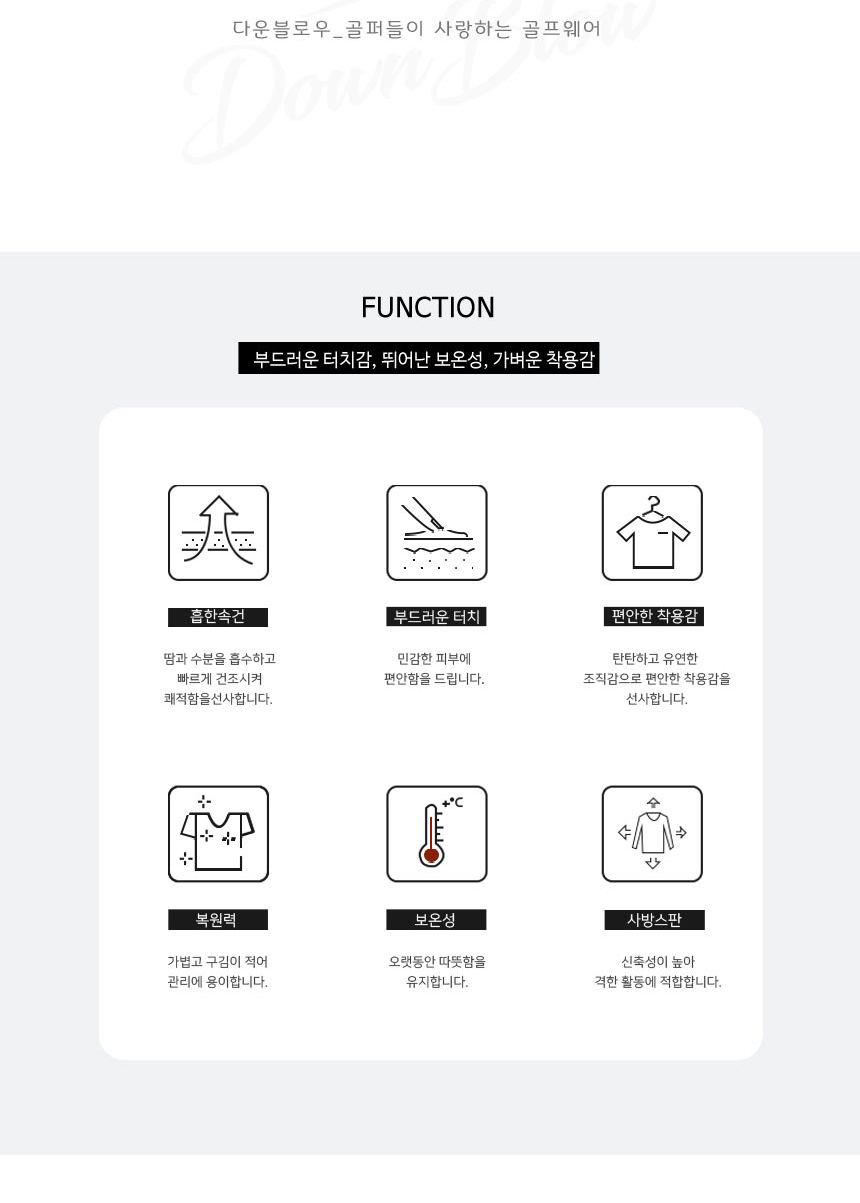 다운블로우_골퍼들이 사랑하는 골프웨어
Down Blow
FUNCTION
부드러운 터치감, 뛰어난 보온성, 가벼운 착용감
흡한속건
부드러운 터치
편안한 착용감
땀과 수분을 흡수하고
빠르게 건조시켜
쾌적함을선사합니다.
민감한 피부에
편안함을 드립니다.
탄탄하고 유연한
조직감으로 편안한 착용감을
선사합니다.
+°C
복원력
보온성
사방스판
가볍고 구김이 적어
관리에 용이합니다.
오랫동안 따뜻함을
유지합니다.
신축성이 높아
격한 활동에 적합합니다.